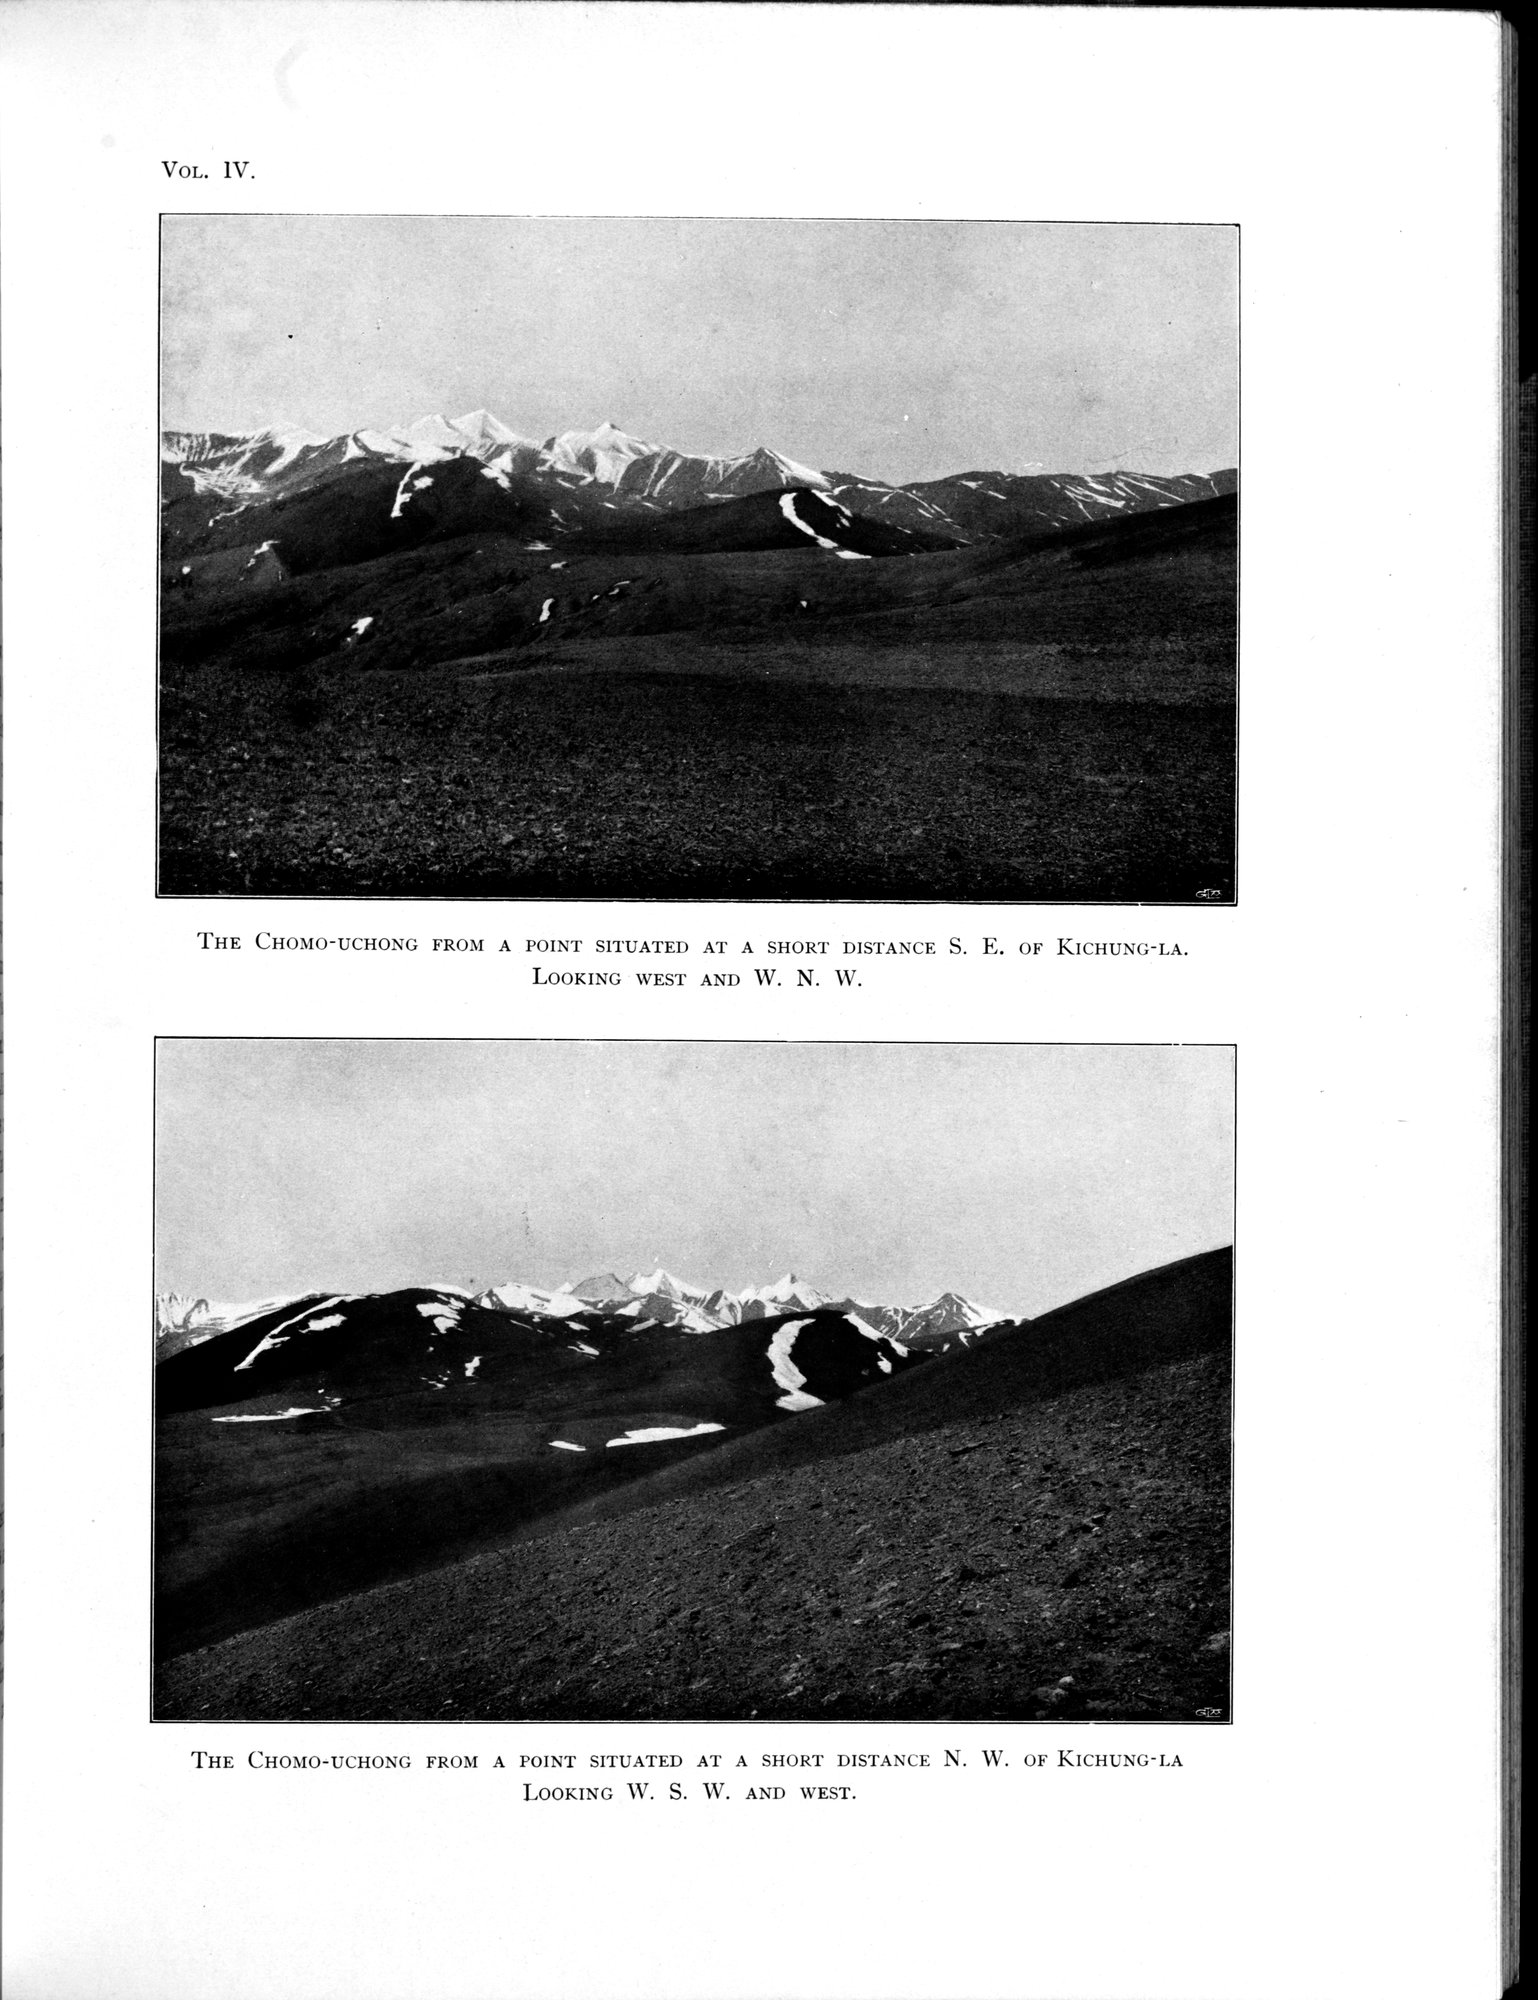 Vol. IV.
The Chomo-uchong from a point situated at a short distance S. E. of Kichung-la.
Looking west and W. N. W.
The Chomo-uchong from a point situated at a short distance N. W. of Kichung-la
Looking W. S. W. and west.